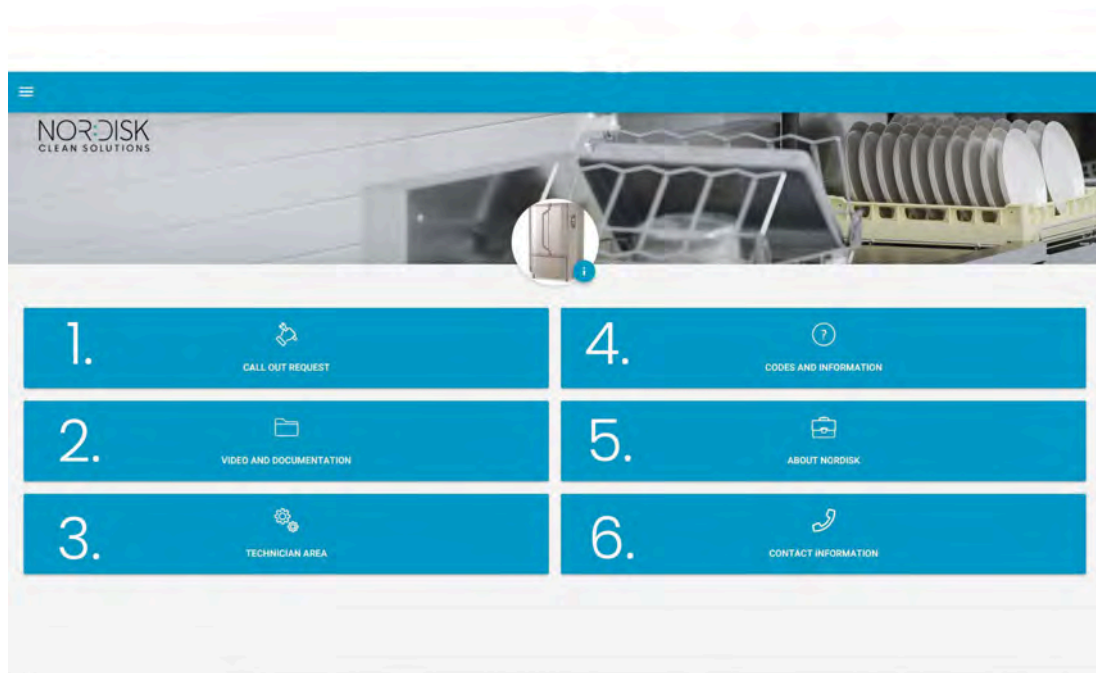 NORDISK
CLEAN SOLUTIONS
i
1.
CALL OUT REQUEST
2.
VIDEO AND DOCUMENTATION
3.
TECHNICIAN AREA
4.
?
CODES AND INFORMATION
5.
ABOUT NORDISK
6.
CONTACT INFORMATION